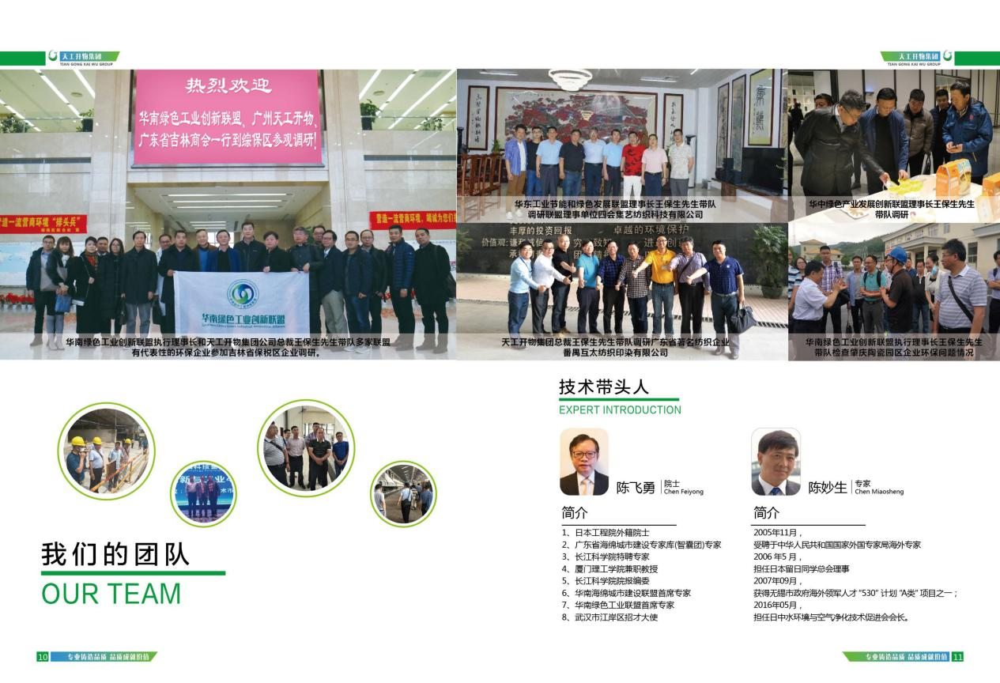 天工开物集团
TIAN GONG KAI WU GROUP
热烈欢迎
华南绿色工业创新联盟、广州天工开物、
广东省吉林商会一行到综保区参观调研!
营造一流营商环境“排头兵”
营造一流营商环境,竭诚为您们
华南绿色工业创新联盟
华南绿色工业创新联盟执行理事长和天工开物集团公司总裁王保生先生带队多家联盟
有代表性的环保企业参加吉林省保税区企业调研。
华东工业节能和绿色发展联盟理事长王保生先生带队
调研联盟理事单位四会集艺纺织科技有限公司
丰厚的投资回报
卓越的环境保护
价值观:谦
天工开物集团总裁王保生先生带队调研广东省著名纺织企业
番禺互太纺织印染有限公司
天工开物集团
TIAN GONG KAI WU GROUP
华中绿色产业发展创新联盟理事长王保生先生
带队调研
华南绿色工业创新联盟执行理事长王保生先生
带队检查肇庆陶瓷园区企业环保问题情况
我们的团队
OUR TEAM
技术带头人
EXPERT INTRODUCTION
陈飞勇
院士
Chen Feiyong
简介
1、日本工程院外籍院士
2、广东省海绵城市建设专家库(智囊团)专家
3、长江科学院特聘专家
4、厦门理工学院兼职教授
5、长江科学院院报编委
6、华南海绵城市建设联盟首席专家
7、华南绿色工业联盟首席专家
8、武汉市江岸区招才大使
陈妙生
专家
Chen Miaosheng
简介
2005年11月,
受聘于中华人民共和国国家外国专家局海外专家
2006 年5 月,
担任日本留日同学总会理事
2007年09月,
获得无锡市政府海外领军人才 “530” 计划 “A类” 项目之一;
2016年05月,
担任日中水环境与空气净化技术促进会会长。
10
专业铸造品质 品质成就价值
专业铸造品质 品质成就价值
11